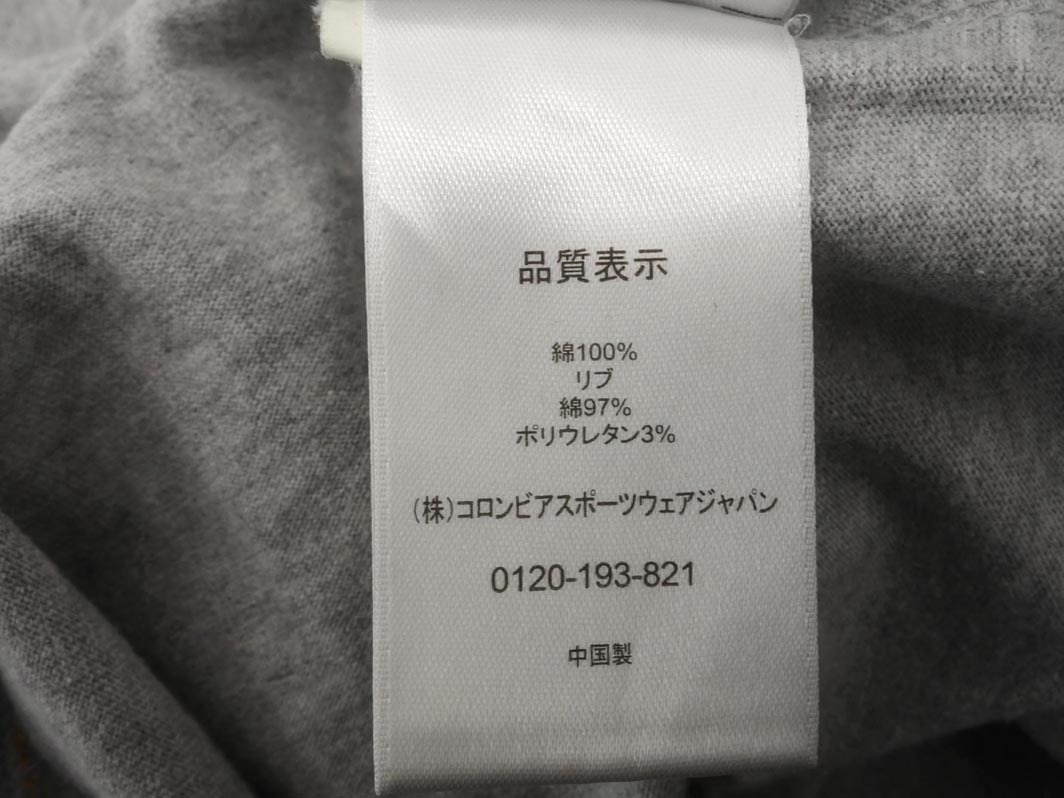 品質表示
綿100%
リブ
綿97%
ポリウレタン3%
(株)コロンビアスポーツウェアジャパン
0120-193-821
中国製